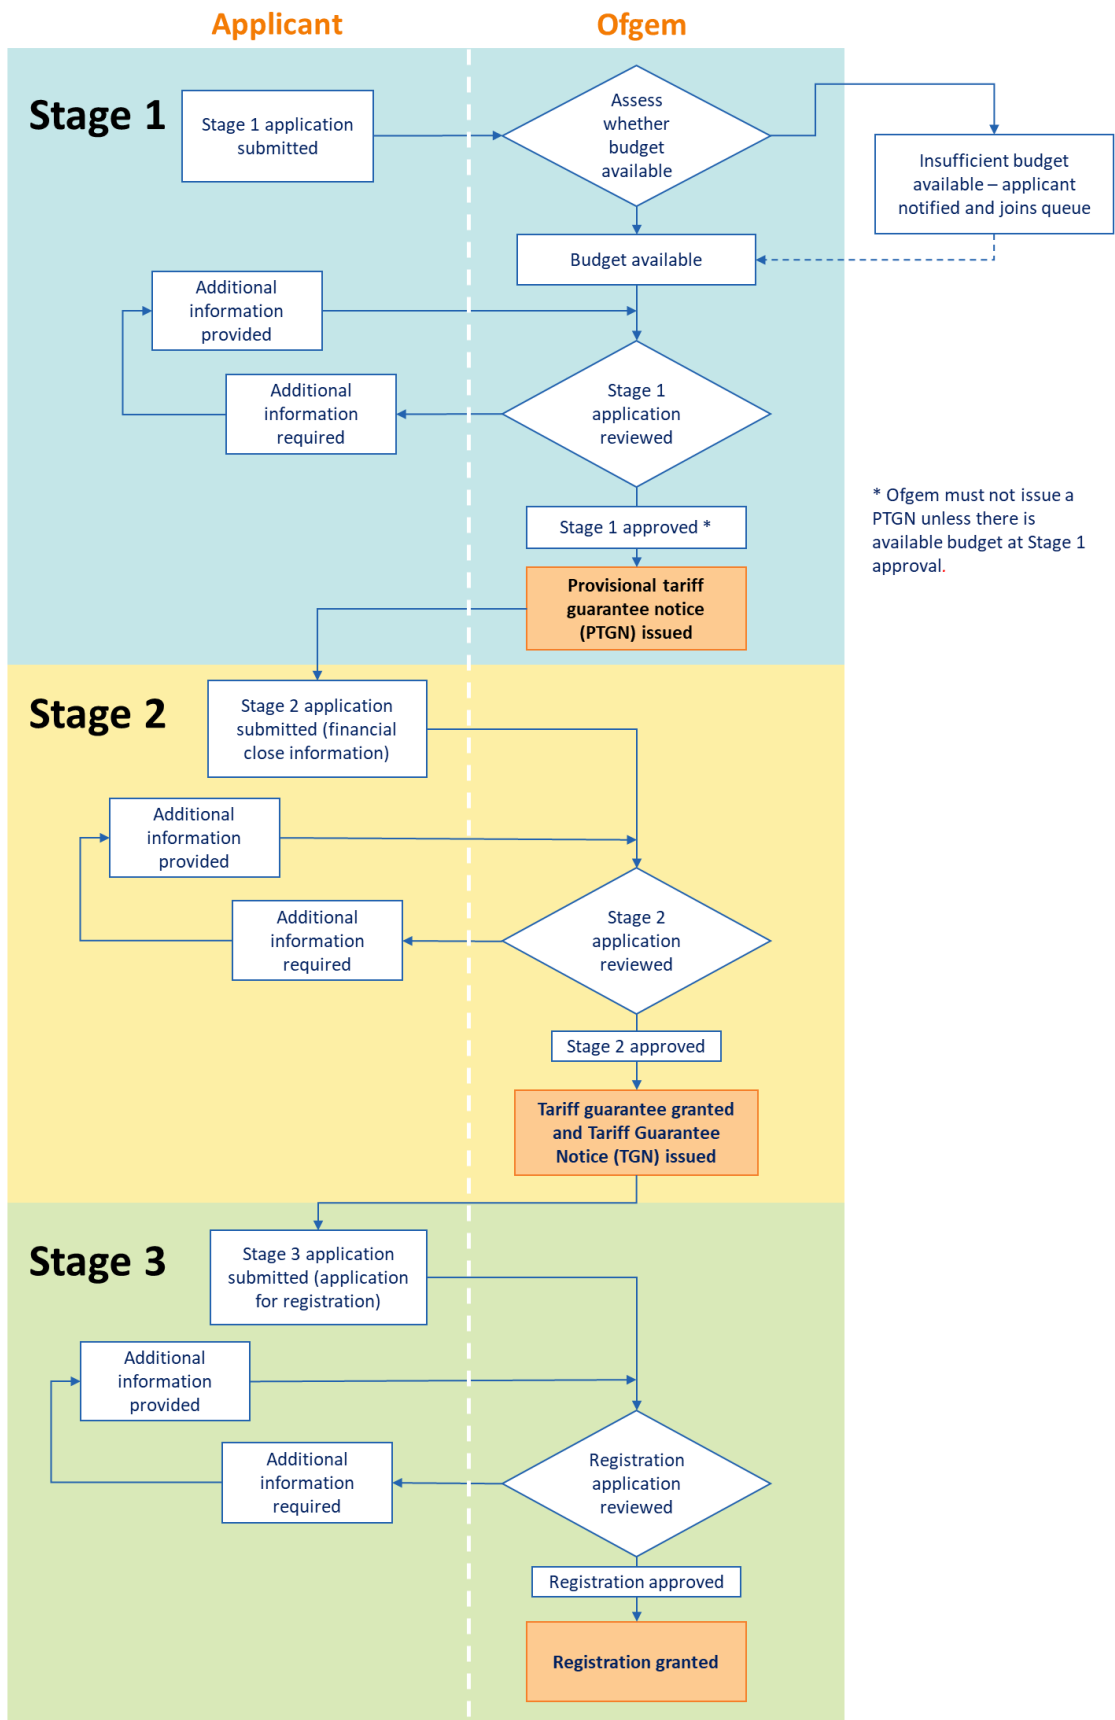 Applicant
Ofgem
Stage 1
Stage 1 application
submitted
Assess
whether
budget
available
Insufficient budget
available – applicant
notified and joins queue
Budget available
Additional
information
provided
Additional
information
required
Stage 1
application
reviewed
Stage 1 approved *
* Ofgem must not issue a
PTGN unless there is
available budget at Stage 1
approval.
Provisional tariff
guarantee notice
(PTGN) issued
Stage 2
Stage 2 application
submitted (financial
close information)
Additional
information
provided
Additional
information
required
Stage 2
application
reviewed
Stage 2 approved
Tariff guarantee granted
and Tariff Guarantee
Notice (TGN) issued
Stage 3
Stage 3 application
submitted (application
for registration)
Additional
information
provided
Additional
information
required
Registration
application
reviewed
Registration approved
Registration granted